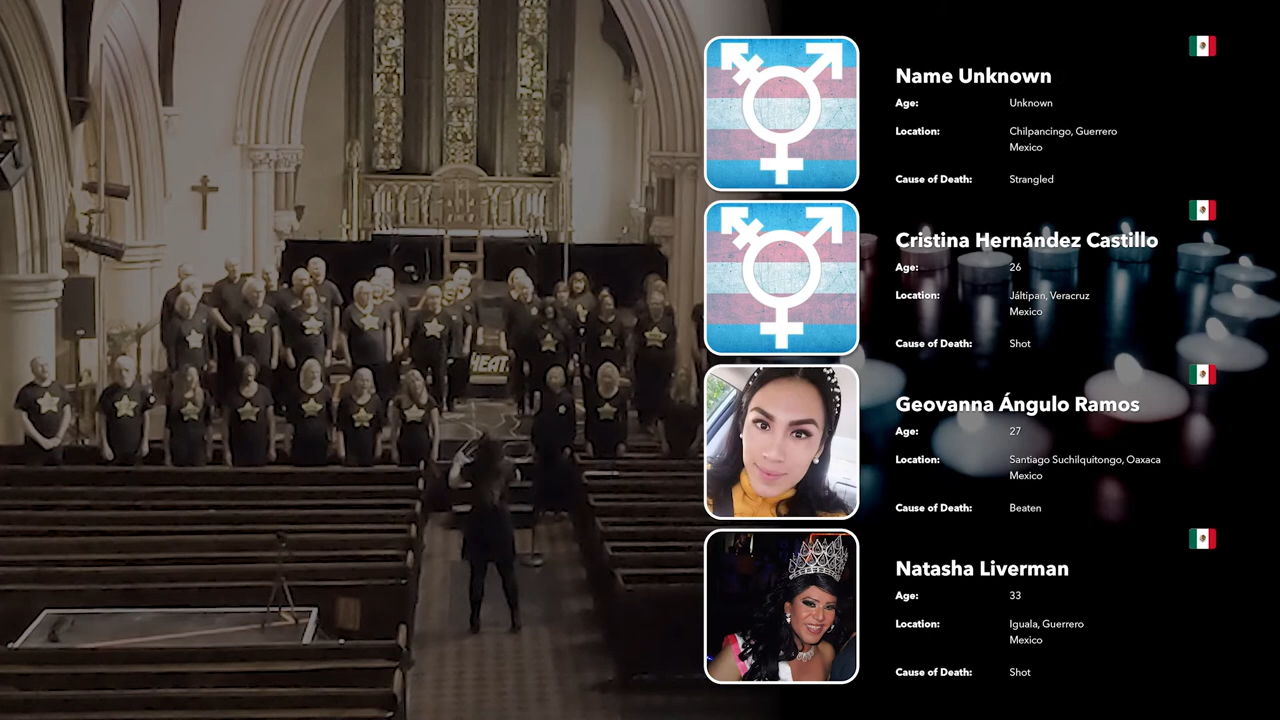 Name Unknown
Age: Unknown
Location: Chilpancingo, Guerrero
Mexico
Cause of Death: Strangled
Cristina Hernández Castillo
Age: 26
Location: Jáltipan, Veracruz
Mexico
Cause of Death: Shot
Geovanna Ángulo Ramos
Age: 27
Location: Santiago Suchilquitongo, Oaxaca
Mexico
Cause of Death: Beaten
Natasha Liverman
Age: 33
Location: Iguala, Guerrero
Mexico
Cause of Death: Shot
HEAT